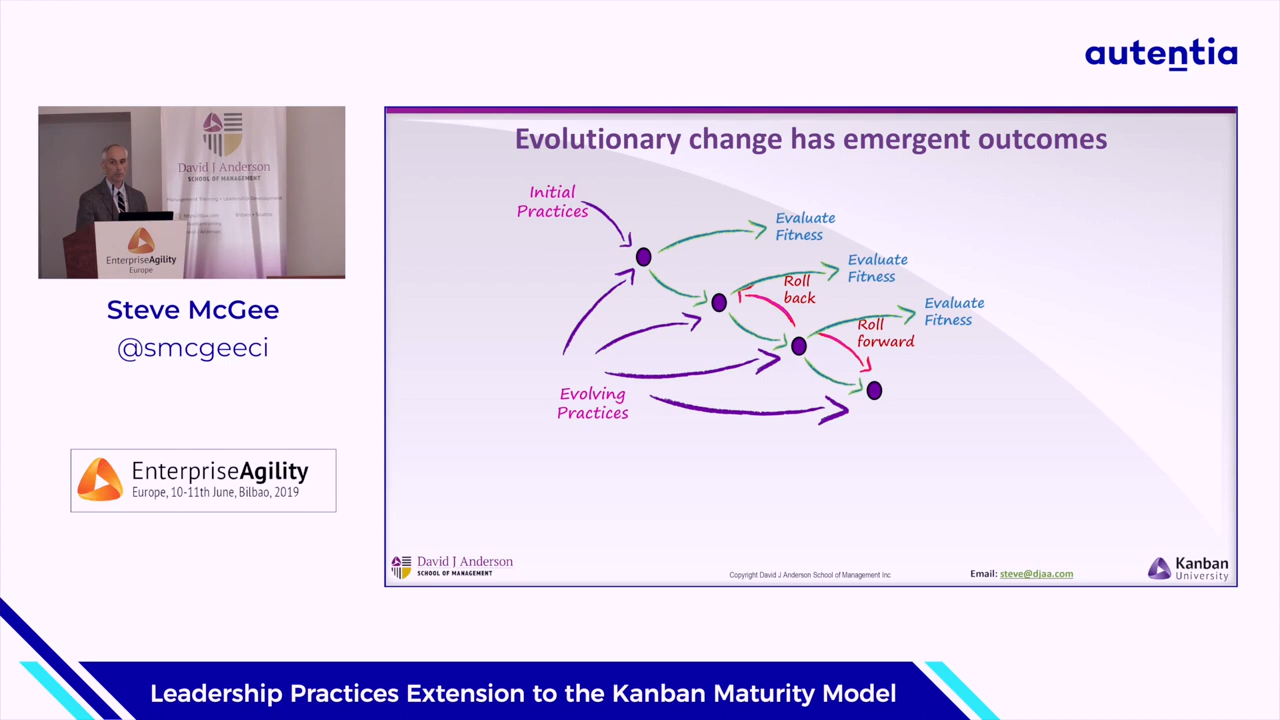 autentia
David J Anderson
SCHOOL OF MANAGEMENT
EnterpriseAgility
Europe
Steve McGee
@smcgeeci
EnterpriseAgility
Europe, 10-11th June, Bilbao, 2019
Evolutionary change has emergent outcomes
Initial
Practices
Evaluate
Fitness
Evaluate
Fitness
Roll
back
Evaluate
Fitness
Roll
forward
Evolving
Practices
David J Anderson
SCHOOL OF MANAGEMENT
Copyright David J Anderson School of Management Inc
Email: steve@djaa.com
Kanban
University
Leadership Practices Extension to the Kanban Maturity Model